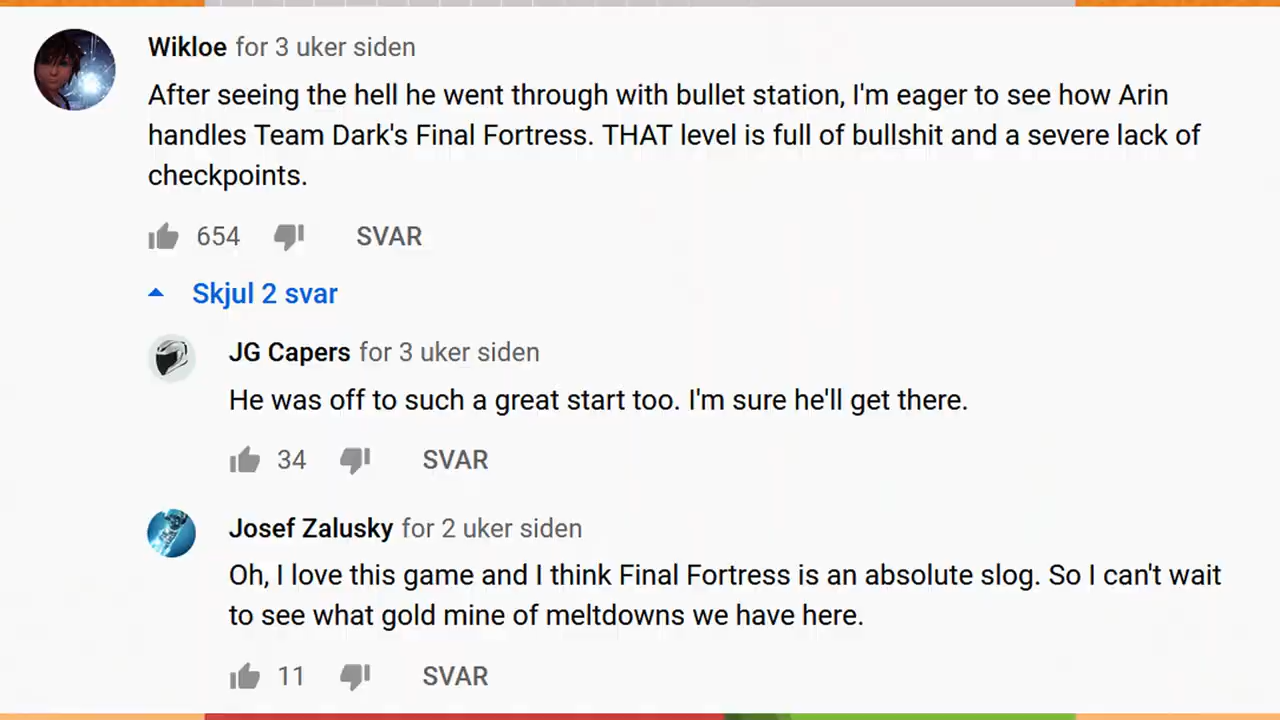 Wikloe for 3 uker siden
After seeing the hell he went through with bullet station, I'm eager to see how Arin
handles Team Dark's Final Fortress. THAT level is full of bullshit and a severe lack of
checkpoints.
654 SVAR
Skjul 2 svar
JG Capers for 3 uker siden
He was off to such a great start too. I'm sure he'll get there.
34 SVAR
Josef Zalusky for 2 uker siden
Oh, I love this game and I think Final Fortress is an absolute slog. So I can't wait
to see what gold mine of meltdowns we have here.
11 SVAR